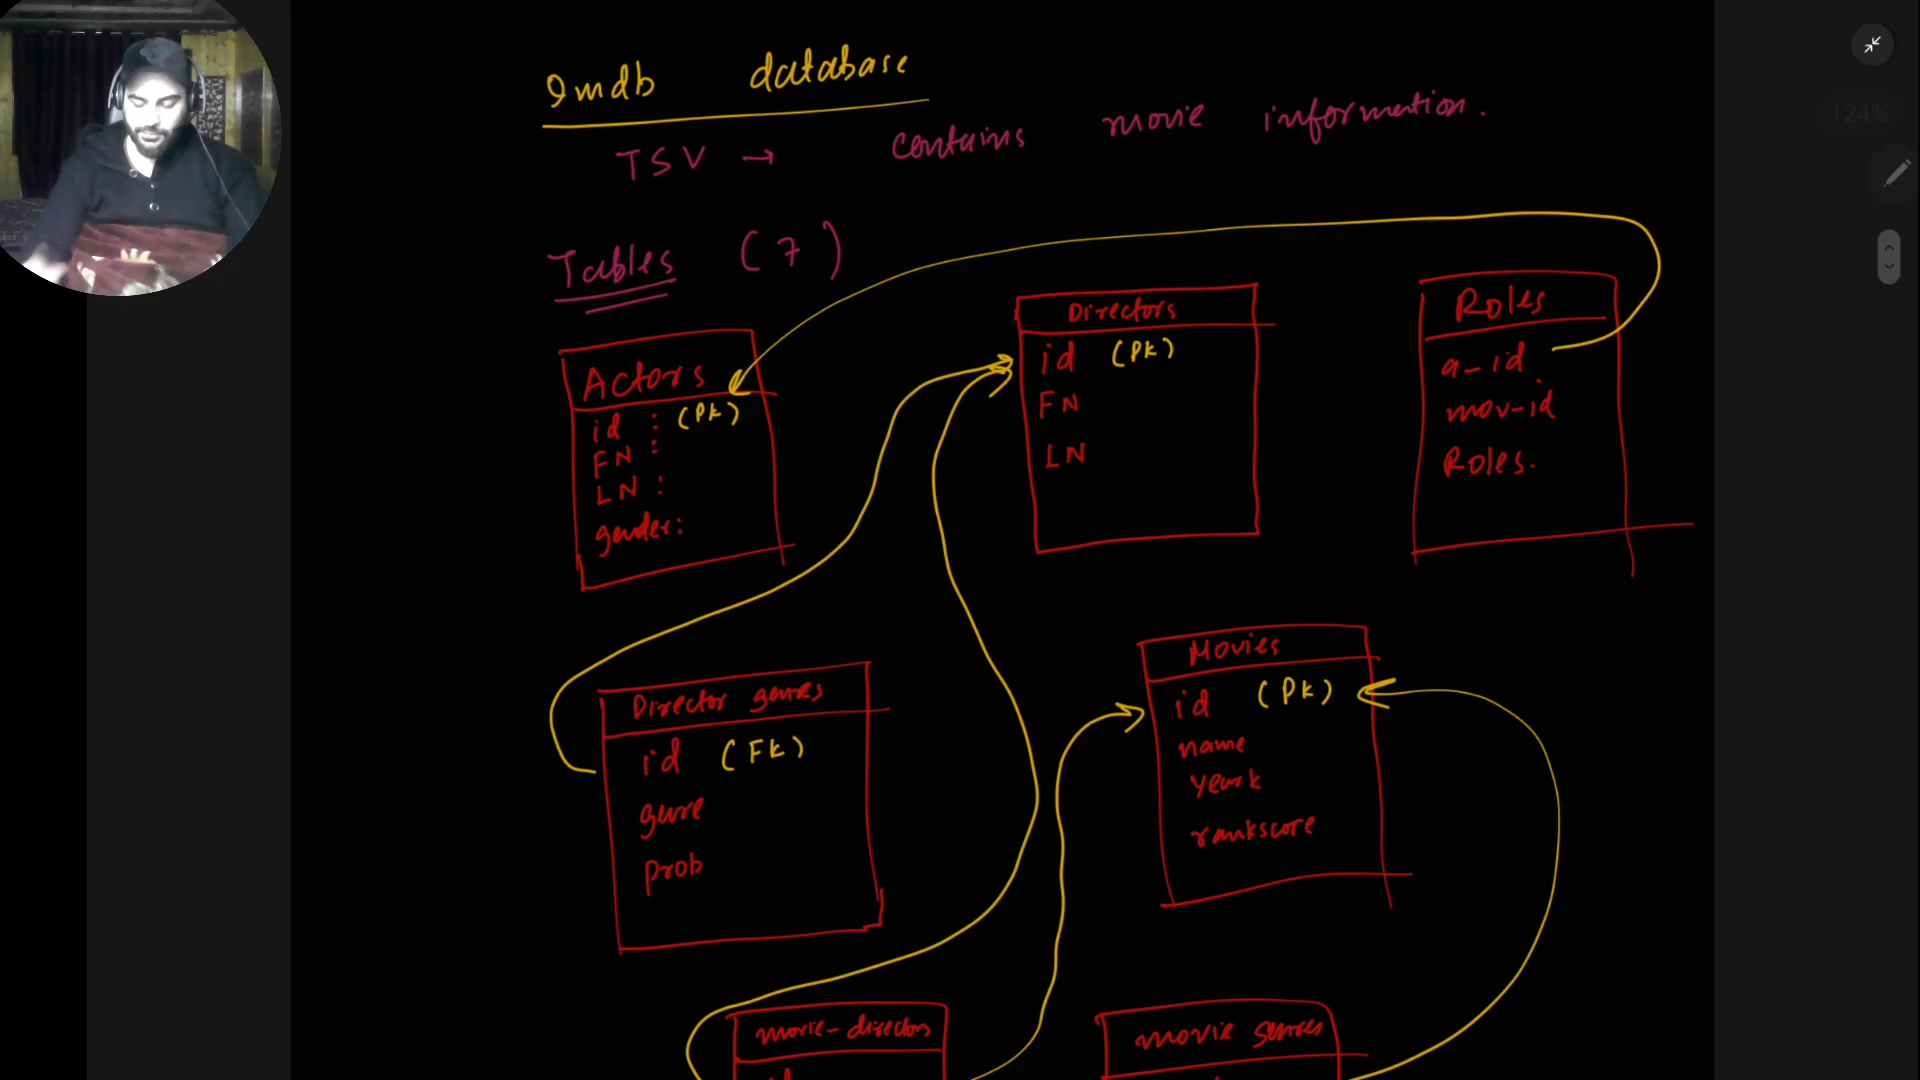 Imdb database
TSV → contains movie information.
Tables (7)
Actors
id : (PK)
FN :
LN :
gender:
Directors
id (PK)
FN
LN
Roles
a-id
mov-id
Roles.
Director genres
id (FK)
genre
prob
Movies
id (PK)
name
year
rankscore
movie-directors
id
movie genres
124%